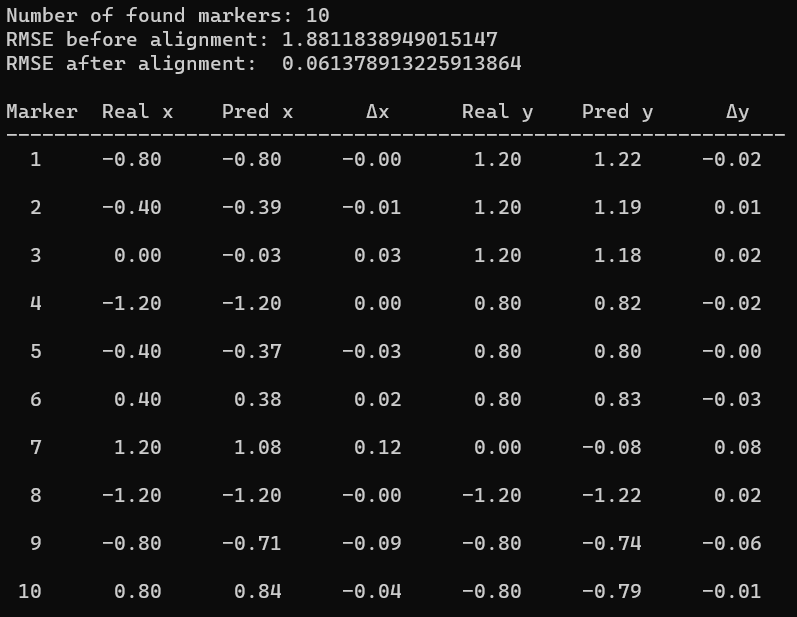 Number of found markers: 10
RMSE before alignment: 1.8811838949015147
RMSE after alignment:  0.061378913225913864

Marker  Real x    Pred x      Δx      Real y    Pred y      Δy
-----------------------------------------------------------------
  1     -0.80     -0.80     -0.00      1.20      1.22     -0.02
  2     -0.40     -0.39     -0.01      1.20      1.19      0.01
  3      0.00     -0.03      0.03      1.20      1.18      0.02
  4     -1.20     -1.20      0.00      0.80      0.82     -0.02
  5     -0.40     -0.37     -0.03      0.80      0.80     -0.00
  6      0.40      0.38      0.02      0.80      0.83     -0.03
  7      1.20      1.08      0.12      0.00     -0.08      0.08
  8     -1.20     -1.20     -0.00     -1.20     -1.22      0.02
  9     -0.80     -0.71     -0.09     -0.80     -0.74     -0.06
 10      0.80      0.84     -0.04     -0.80     -0.79     -0.01